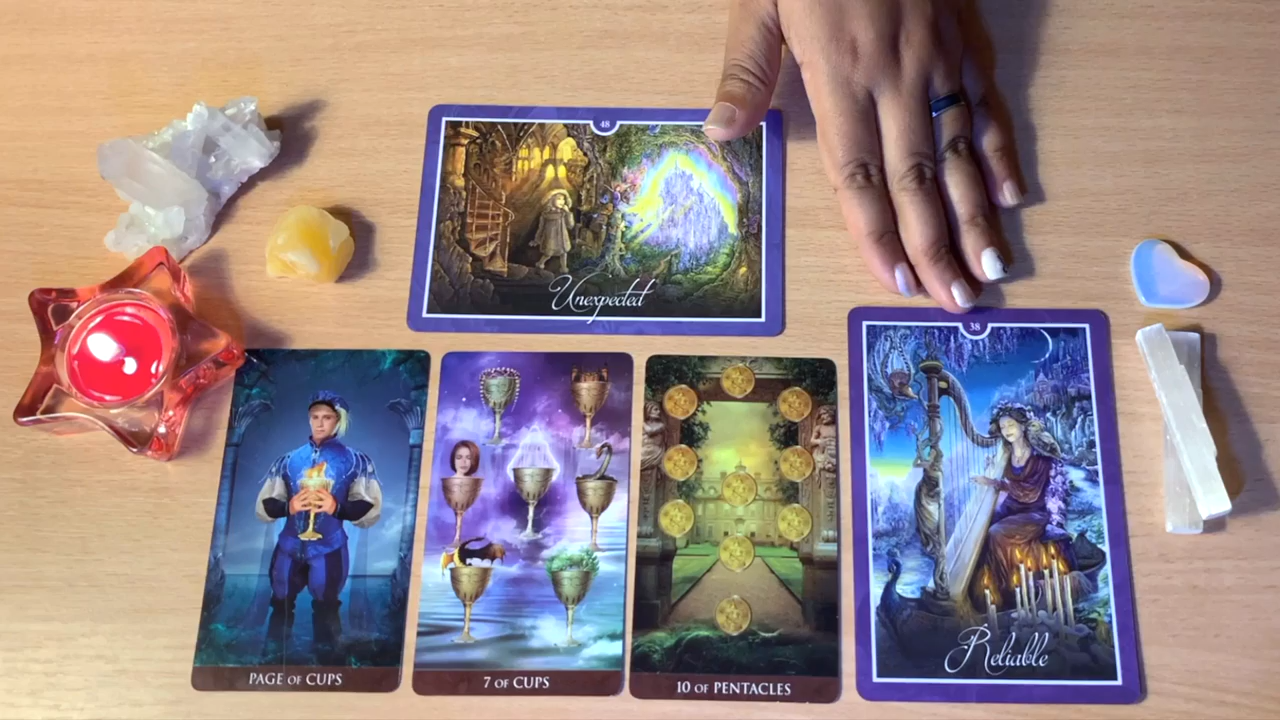 48
Unexpected
38
Reliable
PAGE OF CUPS
7 OF CUPS
10 OF PENTACLES